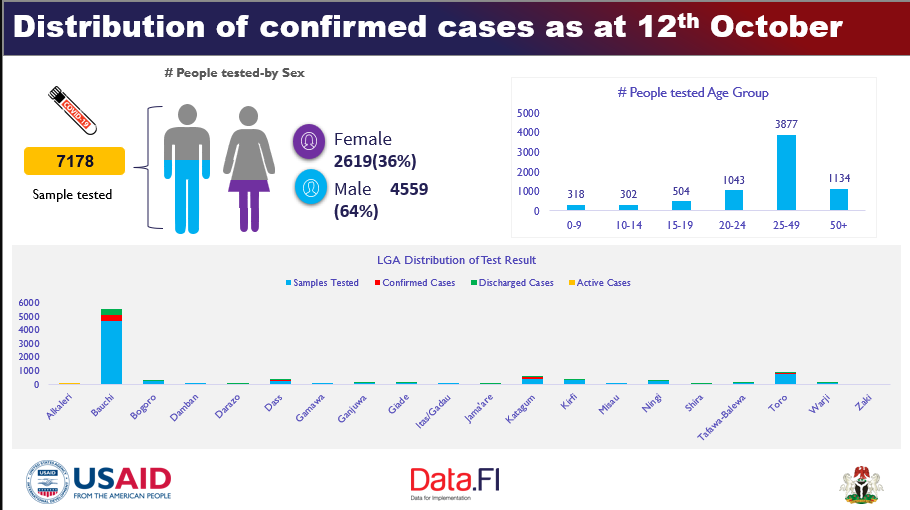 Distribution of confirmed cases as at 12th October
# People tested-by Sex
COVID-19
7178
Sample tested
Female
2619(36%)
Male 4559
(64%)
# People tested Age Group
5000
4000
3000
2000
1000
0
318
302
504
1043
3877
1134
0-9
10-14
15-19
20-24
25-49
50+
LGA Distribution of Test Result
Samples Tested
Confirmed Cases
Discharged Cases
Active Cases
6000
5000
4000
3000
2000
1000
0
Alkaleri
Bauchi
Bogoro
Damban
Darazo
Dass
Gamawa
Ganjuwa
Giade
Itas/Gadau
Jama'are
Katagum
Kirfi
Misau
Ningi
Shira
Tafawa-Balewa
Toro
Warji
Zaki
USAID
FROM THE AMERICAN PEOPLE
Data.FI
Data for Implementation